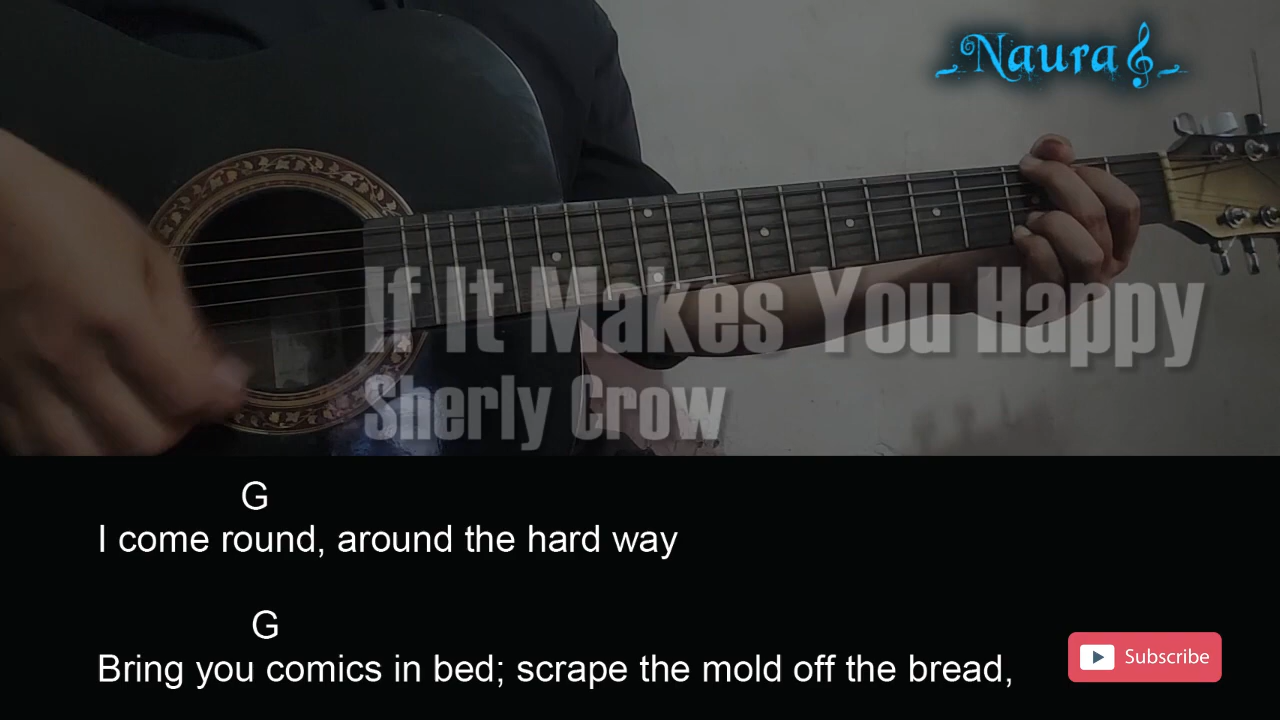 Naura
If It Makes You Happy
Sherly Crow
G
I come round, around the hard way
G
Bring you comics in bed; scrape the mold off the bread,
Subscribe